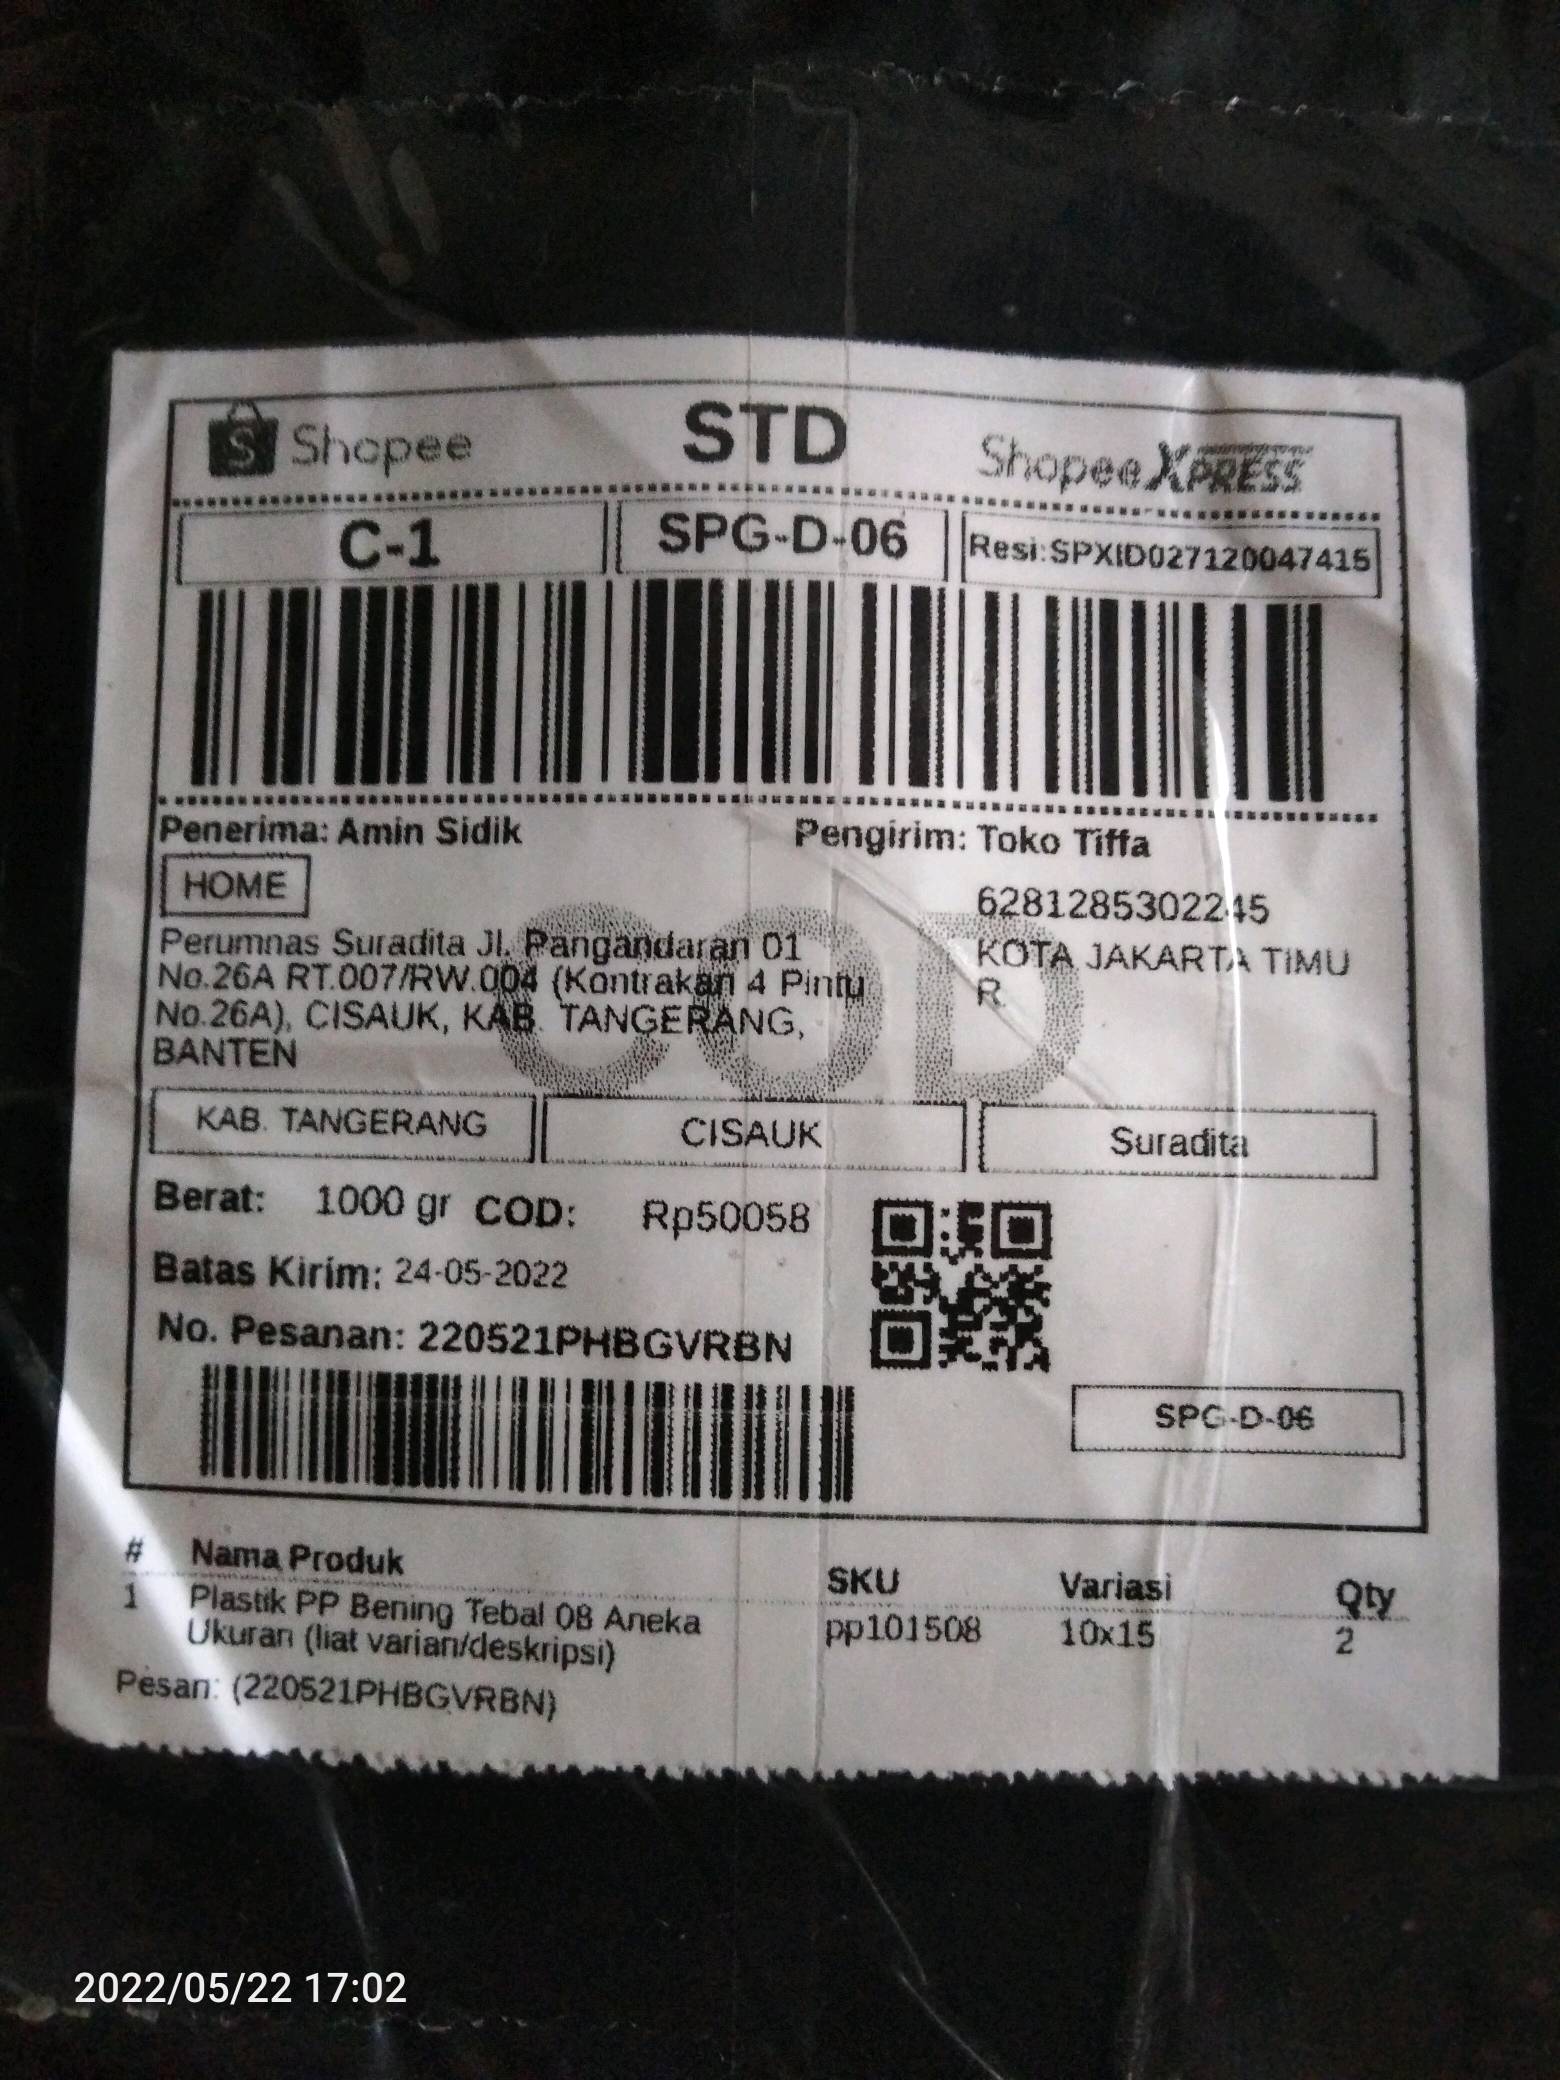 Shopee STD Shopee XPRESS
C-1 SPG-D-06 Resi:SPXID027120047415
Penerima: Amin Sidik Pengirim: Toko Tiffa
HOME
6281285302245
Perumnas Suradita Jl. Pangandaran 01
KOTA JAKARTA TIMU
No.26A RT.007/RW.004 (Kontrakan 4 Pintu
R
No.26A), CISAUK, KAB. TANGERANG,
BANTEN
COD
KAB. TANGERANG CISAUK Suradita
Berat: 1000 gr COD: Rp50058
Batas Kirim: 24-05-2022
No. Pesanan: 220521PHBGVRBN
SPG-D-06
# Nama Produk SKU Variasi Qty
1 Plastik PP Bening Tebal 08 Aneka pp101508 10x15 2
Ukuran (liat varian/deskripsi)
Pesan: (220521PHBGVRBN)
2022/05/22 17:02